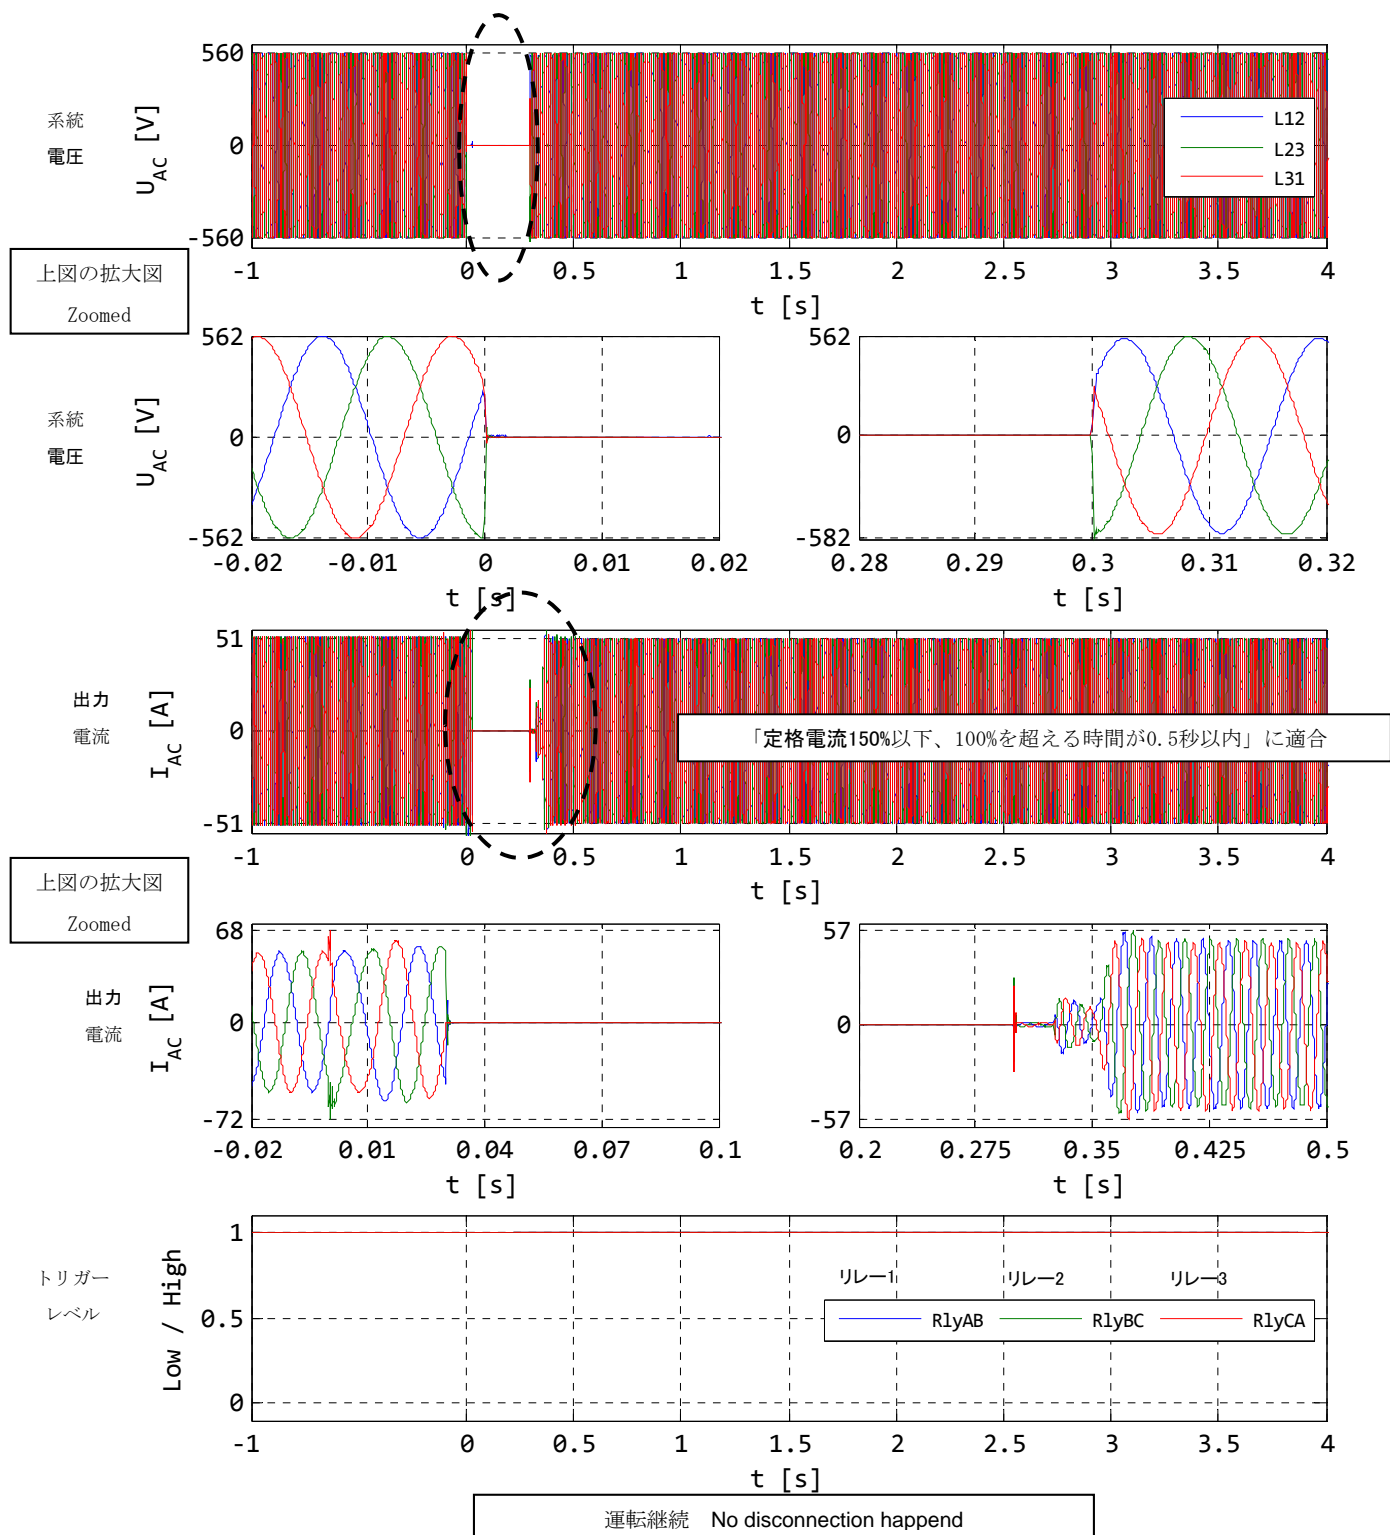 系統
電圧
U_AC [V]
560
0
-560
L12
L23
L31
-1 0 0.5 1 1.5 2 2.5 3 3.5 4
t [s]
上図の拡大図
Zoomed
系統
電圧
U_AC [V]
562
0
-562
-0.02 -0.01 0 0.01 0.02
t [s]
562
0
-582
0.28 0.29 0.3 0.31 0.32
t [s]
出力
電流
I_AC [A]
51
0
-51
「定格電流150%以下、100%を超える時間が0.5秒以内」に適合
-1 0 0.5 1 1.5 2 2.5 3 3.5 4
t [s]
上図の拡大図
Zoomed
出力
電流
I_AC [A]
68
0
-72
-0.02 0.01 0.04 0.07 0.1
t [s]
57
0
-57
0.2 0.275 0.35 0.425 0.5
t [s]
トリガー
レベル
Low / High
1
0.5
0
リレー1 リレー2 リレー3
RlyAB RlyBC RlyCA
-1 0 0.5 1 1.5 2 2.5 3 3.5 4
t [s]
運転継続 No disconnection happend